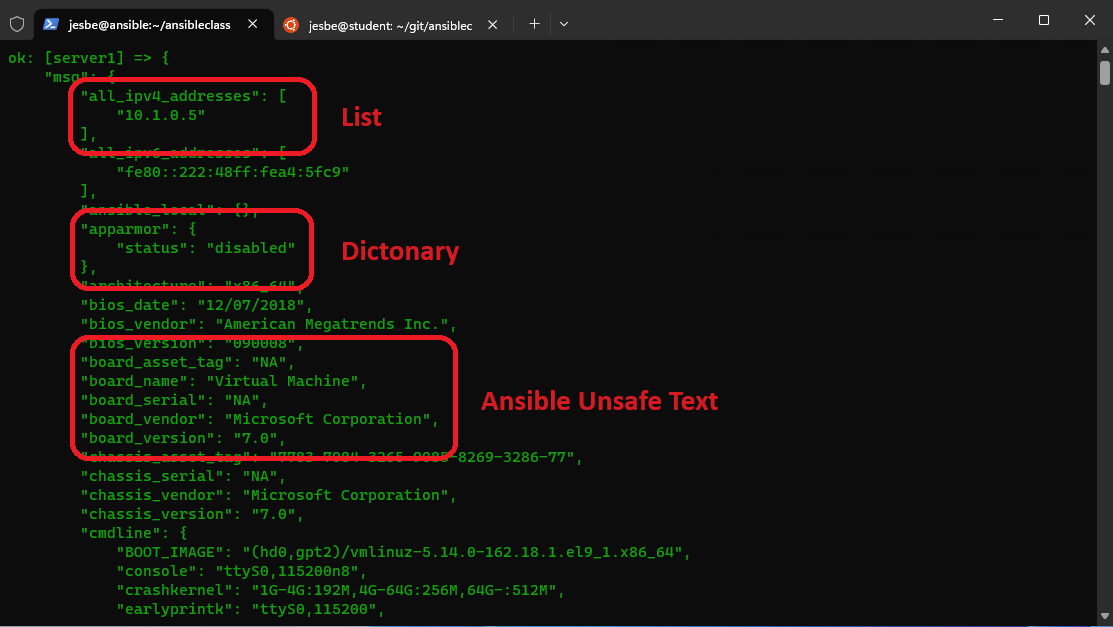 jesbe@ansible:~/ansibleclass
jesbe@student: ~/git/ansiblec
ok: [server1] => {
"msg": {
"all_ipv4_addresses": [
"10.1.0.5"
],
List
"all_ipv6_addresses": [
"fe80::222:48ff:fea4:5fc9"
],
"ansible_local": {},
"apparmor": {
"status": "disabled"
},
Dictonary
"architecture": "x86_64",
"bios_date": "12/07/2018",
"bios_vendor": "American Megatrends Inc.",
"bios_version": "090008",
"board_asset_tag": "NA",
"board_name": "Virtual Machine",
"board_serial": "NA",
"board_vendor": "Microsoft Corporation",
"board_version": "7.0",
Ansible Unsafe Text
"chassis_asset_tag": "7783-7084-3265-9085-8269-3286-77",
"chassis_serial": "NA",
"chassis_vendor": "Microsoft Corporation",
"chassis_version": "7.0",
"cmdline": {
"BOOT_IMAGE": "(hd0,gpt2)/vmlinuz-5.14.0-162.18.1.el9_1.x86_64",
"console": "ttyS0,115200n8",
"crashkernel": "1G-4G:192M,4G-64G:256M,64G-:512M",
"earlyprintk": "ttyS0,115200",